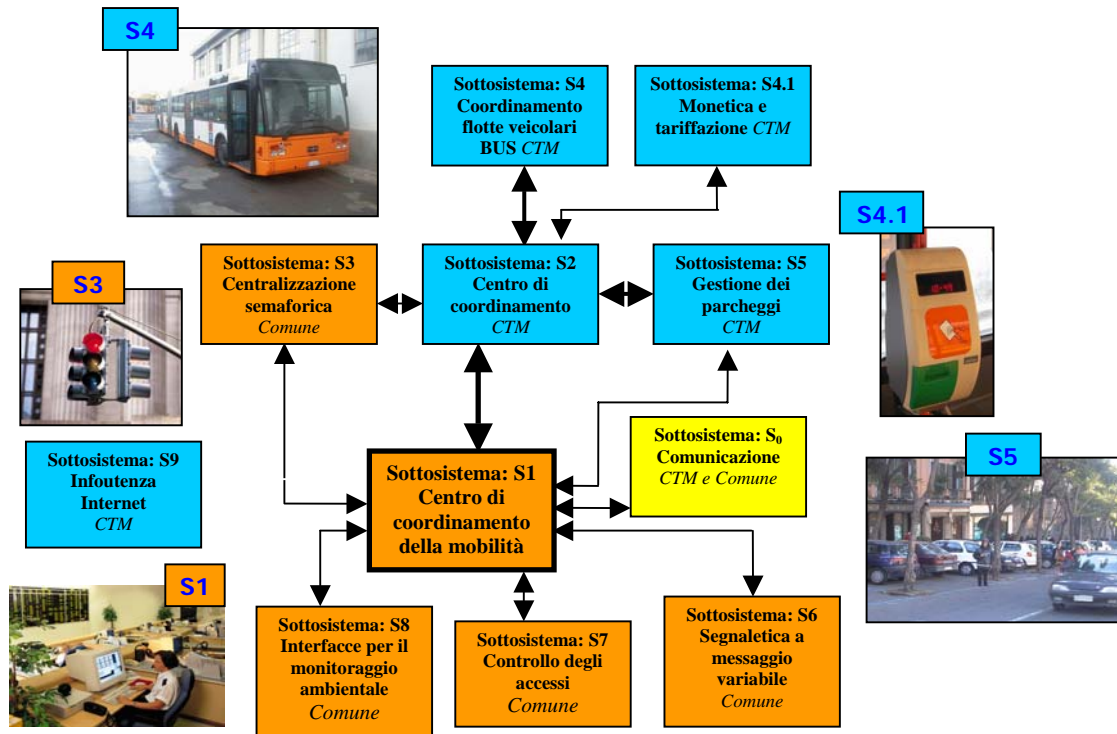 S4
Sottosistema: S4
Coordinamento
flotte veicolari
BUS CTM
Sottosistema: S4.1
Monetica e
tariffazione CTM
S4.1
Sottosistema: S3
Centralizzazione
semaforica
Comune
Sottosistema: S2
Centro di
coordinamento
CTM
Sottosistema: S5
Gestione dei
parcheggi
CTM
S3
Sottosistema: S9
Infoutenza
Internet
CTM
Sottosistema: S1
Centro di
coordinamento
della mobilità
Sottosistema: S₀
Comunicazione
CTM e Comune
S5
S1
Sottosistema: S8
Interfacce per il
monitoraggio
ambientale
Comune
Sottosistema: S7
Controllo degli
accessi
Comune
Sottosistema: S6
Segnaletica a
messaggio
variabile
Comune